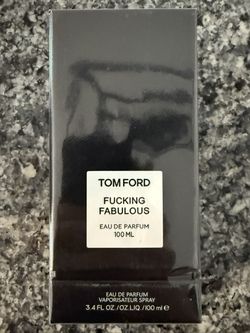 TOM FORD
FUCKING
FABULOUS
EAU DE PARFUM
100 ML
EAU DE PARFUM
VAPORISATEUR SPRAY
3.4 FL.OZ./OZ.LIQ./100 ml ℮